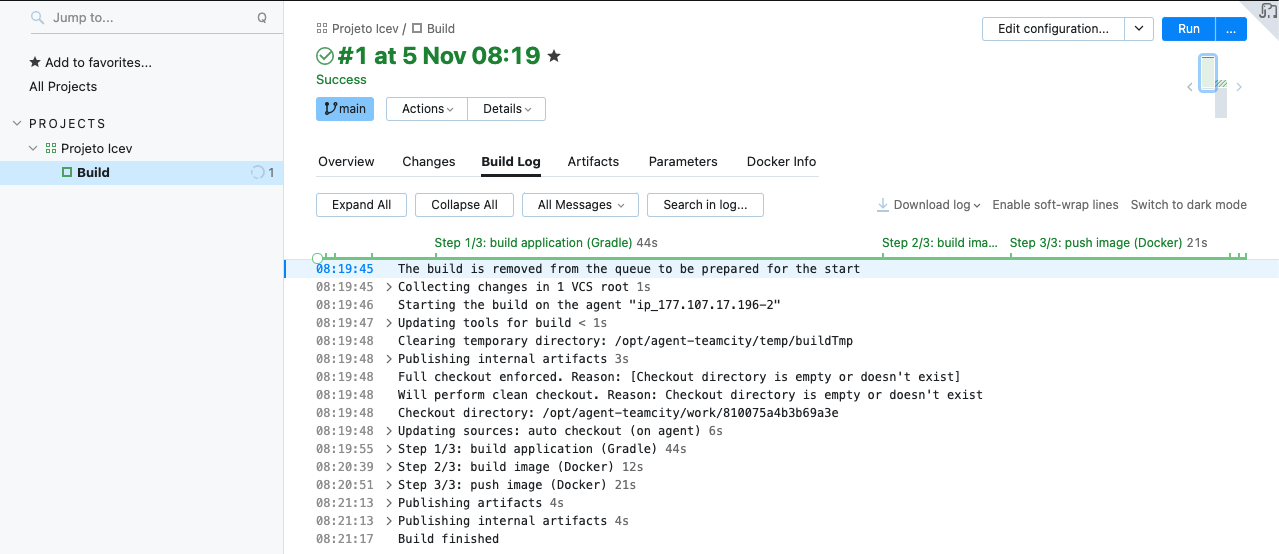 Jump to... Q
Add to favorites...
All Projects
PROJECTS
Projeto Icev
Build 1
Projeto Icev / Build
Edit configuration... Run ...
#1 at 5 Nov 08:19
Success
main Actions Details
Overview Changes Build Log Artifacts Parameters Docker Info
Expand All Collapse All All Messages Search in log... Download log Enable soft-wrap lines Switch to dark mode
Step 1/3: build application (Gradle) 44s Step 2/3: build ima... Step 3/3: push image (Docker) 21s
08:19:45 The build is removed from the queue to be prepared for the start
08:19:45 Collecting changes in 1 VCS root 1s
08:19:46 Starting the build on the agent "ip_177.107.17.196-2"
08:19:47 Updating tools for build < 1s
08:19:48 Clearing temporary directory: /opt/agent-teamcity/temp/buildTmp
08:19:48 Publishing internal artifacts 3s
08:19:48 Full checkout enforced. Reason: [Checkout directory is empty or doesn't exist]
08:19:48 Will perform clean checkout. Reason: Checkout directory is empty or doesn't exist
08:19:48 Checkout directory: /opt/agent-teamcity/work/810075a4b3b69a3e
08:19:48 Updating sources: auto checkout (on agent) 6s
08:19:55 Step 1/3: build application (Gradle) 44s
08:20:39 Step 2/3: build image (Docker) 12s
08:20:51 Step 3/3: push image (Docker) 21s
08:21:13 Publishing artifacts 4s
08:21:13 Publishing internal artifacts 4s
08:21:17 Build finished